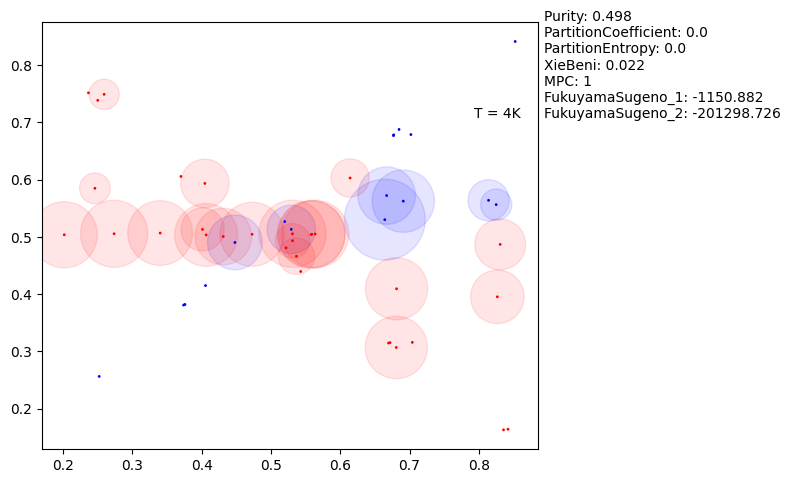 Purity: 0.498
PartitionCoefficient: 0.0
PartitionEntropy: 0.0
XieBeni: 0.022
MPC: 1
FukuyamaSugeno_1: -1150.882
FukuyamaSugeno_2: -201298.726
T = 4K
0.8
0.7
0.6
0.5
0.4
0.3
0.2
0.2 0.3 0.4 0.5 0.6 0.7 0.8